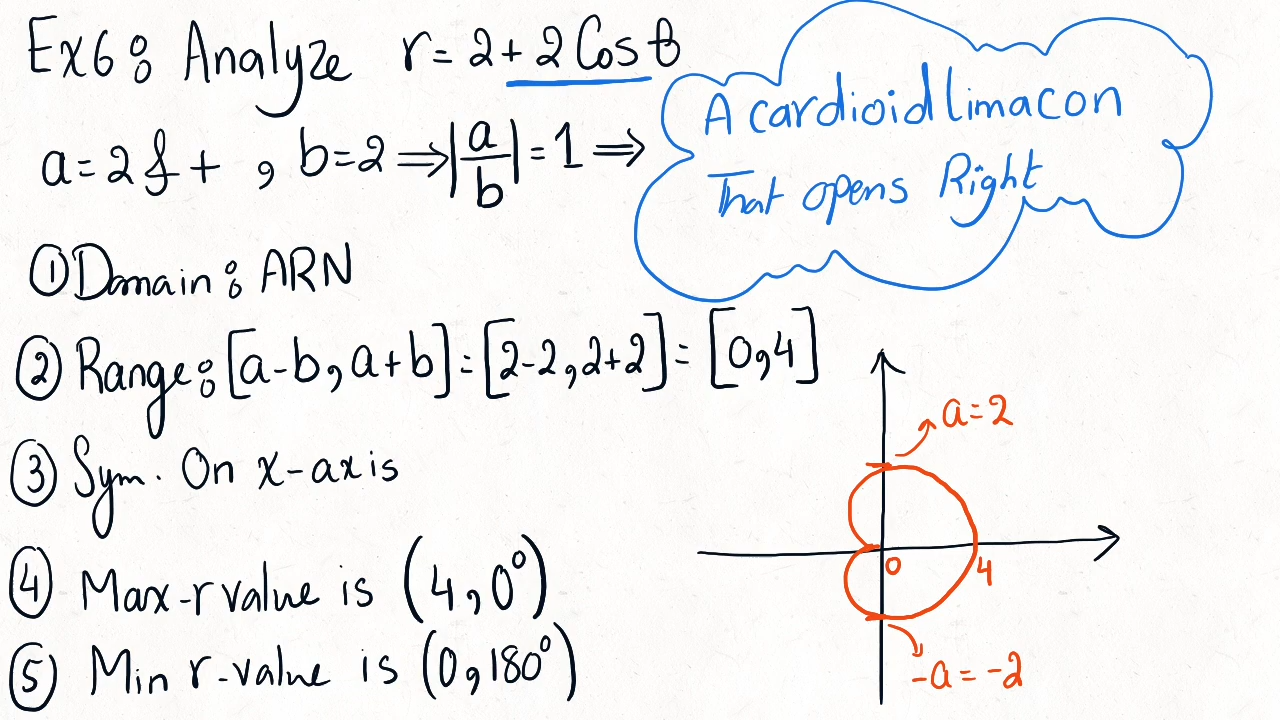 Ex6: Analyze r = 2 + 2 Cos θ
a = 2 & + , b = 2 ⇒ |a/b| = 1 ⇒
A cardioid limacon
That opens Right
① Domain: ARN
② Range: [a-b, a+b] = [2-2, 2+2] = [0, 4]
③ Sym. On x-axis
④ Max-r value is (4, 0°)
⑤ Min r-value is (0, 180°)
a = 2
0
4
-a = -2